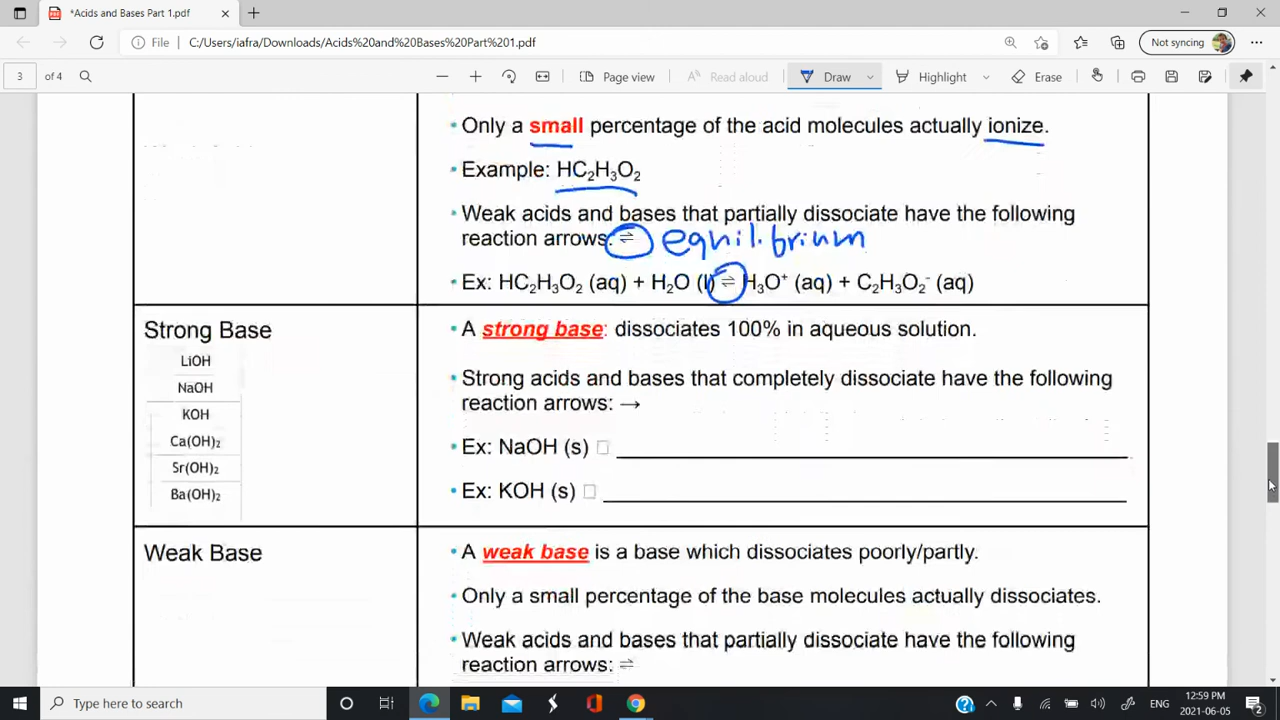 *Acids and Bases Part 1.pdf
File C:/Users/iafra/Downloads/Acids%20and%20Bases%20Part%201.pdf
Not syncing
3 of 4
Page view
Read aloud
Draw
Highlight
Erase
• Only a small percentage of the acid molecules actually ionize.
• Example: HC₂H₃O₂
• Weak acids and bases that partially dissociate have the following
reaction arrows: ⇌ equilibrium
• Ex: HC₂H₃O₂ (aq) + H₂O (l) ⇌ H₃O⁺ (aq) + C₂H₃O₂⁻ (aq)
Strong Base
LiOH
NaOH
KOH
Ca(OH)₂
Sr(OH)₂
Ba(OH)₂
• A strong base: dissociates 100% in aqueous solution.
• Strong acids and bases that completely dissociate have the following
reaction arrows: →
• Ex: NaOH (s) □ ____
• Ex: KOH (s) □ ____
Weak Base
• A weak base is a base which dissociates poorly/partly.
• Only a small percentage of the base molecules actually dissociates.
• Weak acids and bases that partially dissociate have the following
reaction arrows: ⇌
Type here to search
ENG
12:59 PM
2021-06-05
2